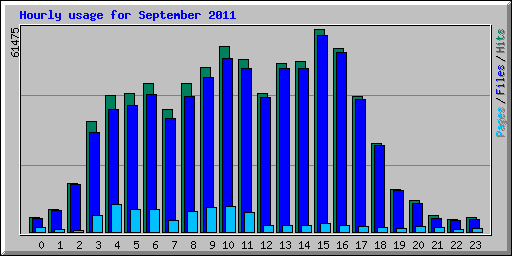 Hourly usage for September 2011
61475
Pages / Files / Hits
0 1 2 3 4 5 6 7 8 9 10 11 12 13 14 15 16 17 18 19 20 21 22 23